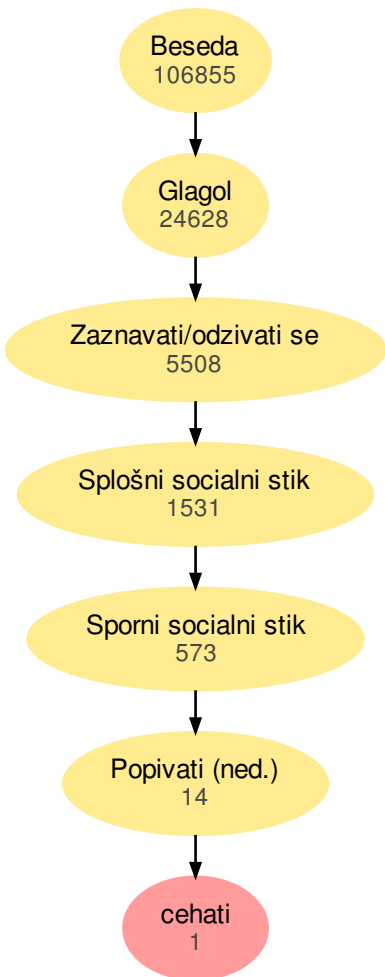 Beseda
106855
Glagol
24628
Zaznavati/odzivati se
5508
Splošni socialni stik
1531
Sporni socialni stik
573
Popivati (ned.)
14
cehati
1